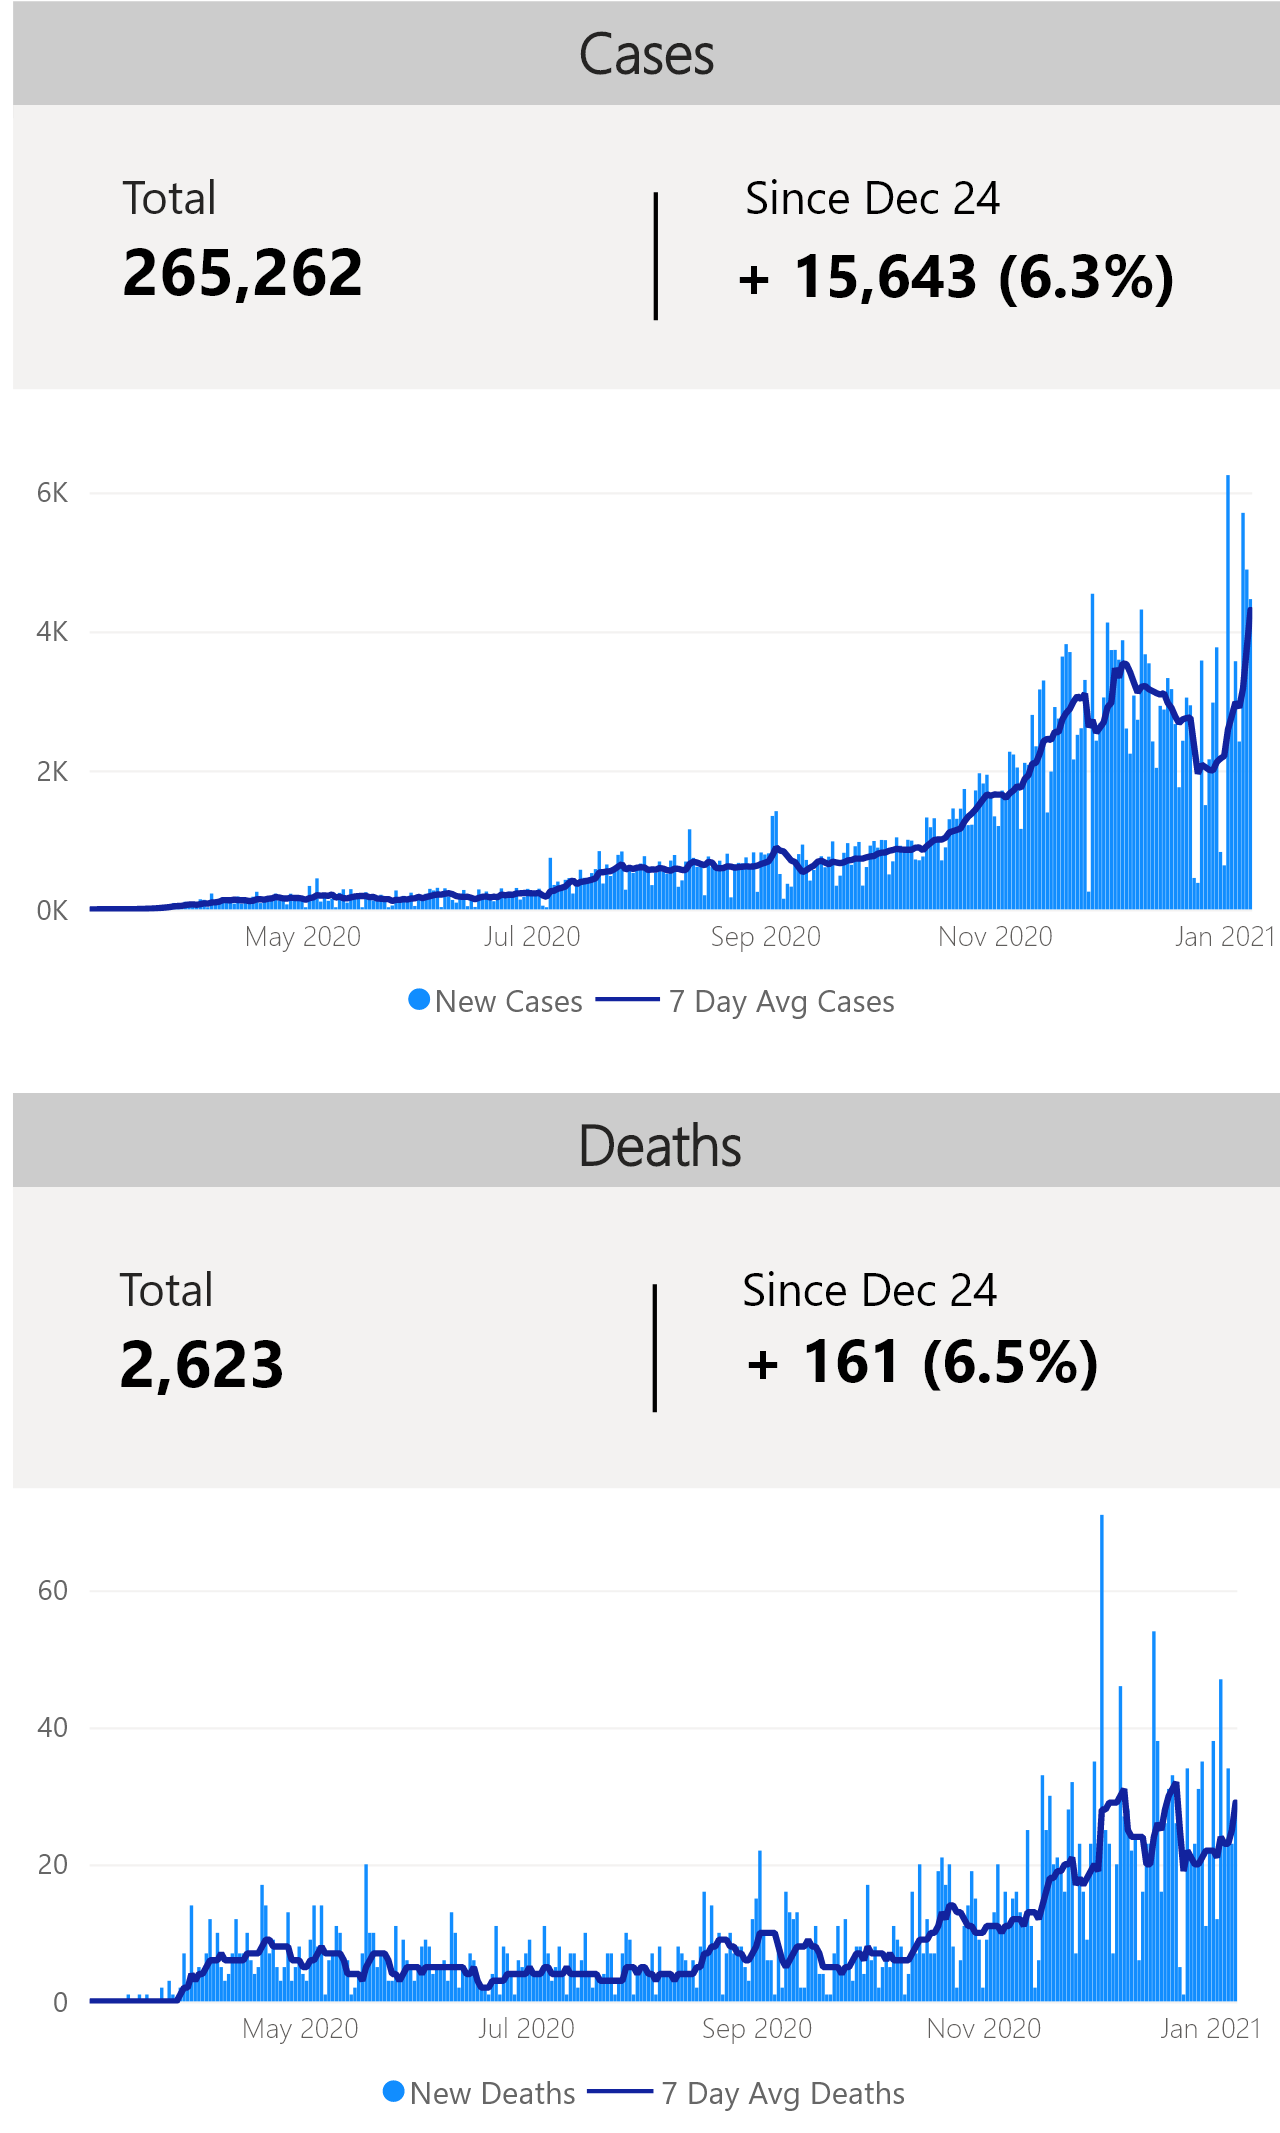 Cases
Total
Since Dec 24
265,262
+ 15,643 (6.3%)
6K
4K
2K
0K
May 2020
Jul 2020
Sep 2020
Nov 2020
Jan 2021
New Cases
7 Day Avg Cases
Deaths
Total
Since Dec 24
2,623
+ 161 (6.5%)
60
40
20
0
May 2020
Jul 2020
Sep 2020
Nov 2020
Jan 2021
New Deaths
7 Day Avg Deaths